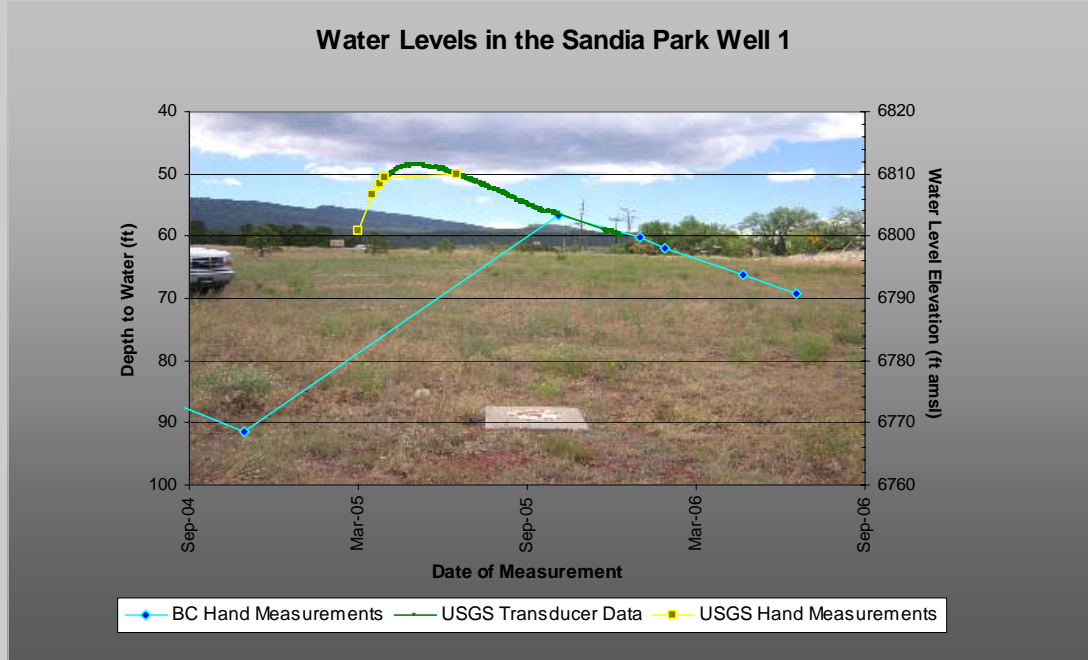 Water Levels in the Sandia Park Well 1
Depth to Water (ft)
40
50
60
70
80
90
100
6820
6810
6800
6790
6780
6770
6760
Water Level Elevation (ft amsl)
Sep-04
Mar-05
Sep-05
Mar-06
Sep-06
Date of Measurement
BC Hand Measurements
USGS Transducer Data
USGS Hand Measurements